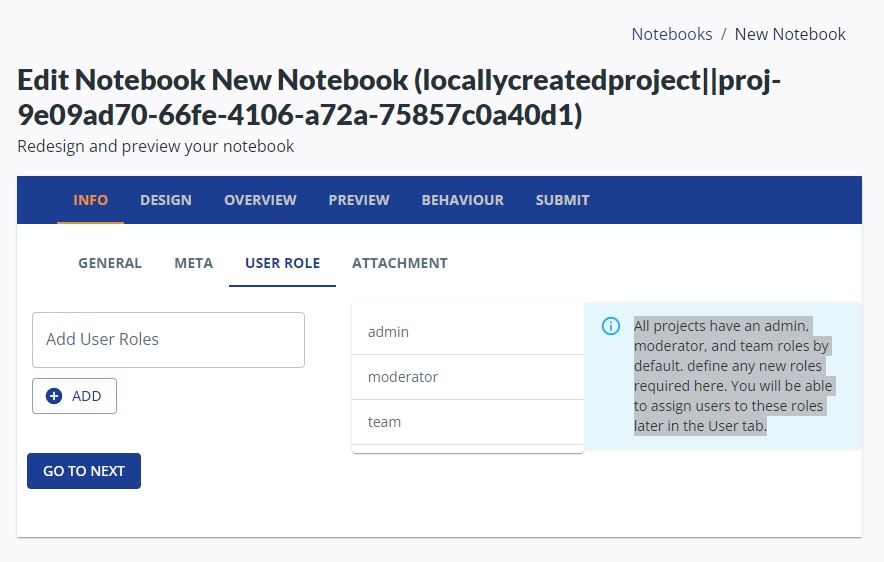 Notebooks / New Notebook
Edit Notebook New Notebook (locallycreatedproject||proj-
9e09ad70-66fe-4106-a72a-75857c0a40d1)
Redesign and preview your notebook
INFO DESIGN OVERVIEW PREVIEW BEHAVIOUR SUBMIT
GENERAL META USER ROLE ATTACHMENT
Add User Roles
ADD
GO TO NEXT
admin
moderator
team
All projects have an admin,
moderator, and team roles by
default. define any new roles
required here. You will be able
to assign users to these roles
later in the User tab.